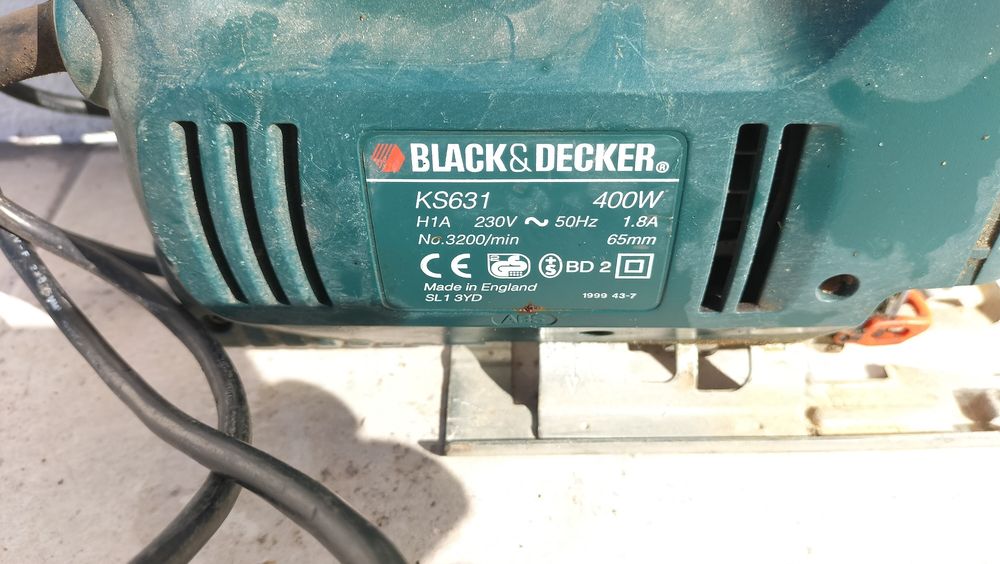 BLACK & DECKER®
KS631 400W
H1A 230V ~ 50Hz 1.8A
No.3200/min 65mm
CE S BD 2
Made in England
SL1 3YD 1999 43-7